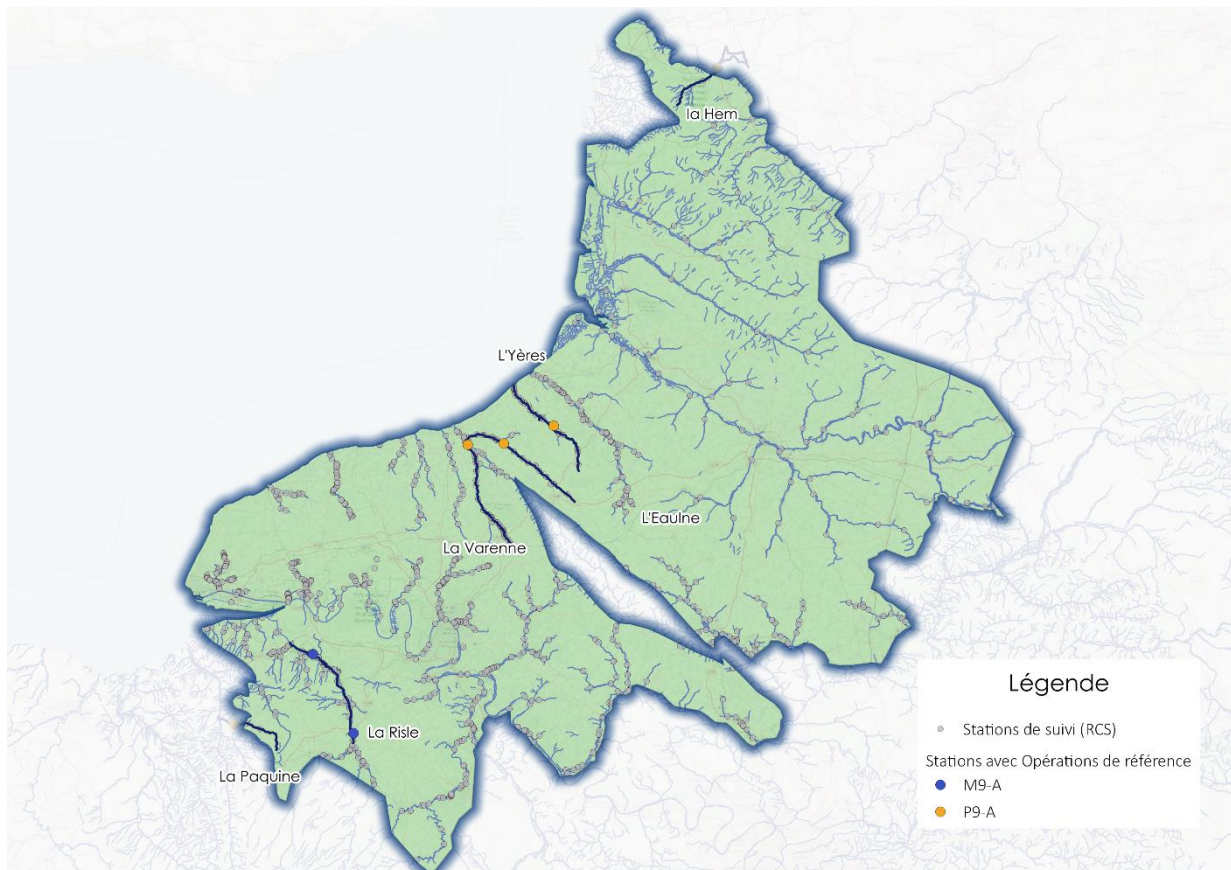 la Hem
L'Yères
L'Eaulne
La Varenne
La Risle
La Paquine
Légende
Stations de suivi (RCS)
Stations avec Opérations de référence
M9-A
P9-A